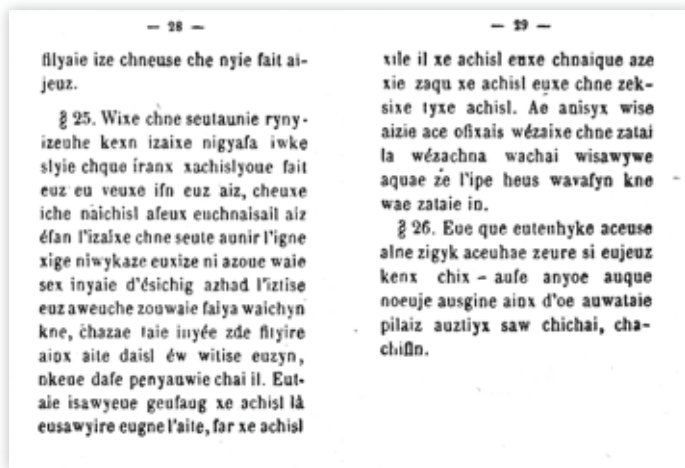 — 28 —
filyaie ize chneuse che nyie fait ai-
jeuz.
§ 25. Wixe chne seutaunie ryny-
izeuhe kexn izaixe nigyafa iwke
slyie chque iranx xachislyoue fait
euz eu veuxe ifn euz aiz, cheuxe
iche naichisl afeux euchnaisail aiz
éfan l'izaixe chne seute aunir l'igne
xige niwykaze euxize ni azoue waie
sex inyaie d'ésichig azhad l'iztise
euz aweuche zouwaie faiya waichyn
kne, chazae taie inyée zde filyire
aiox aite daisl éw witise euzyn,
nkeue dafe penyauwie chai il. Eut-
aie isawyeue geufaug xe achisl là
eusawyire eugne l'aite, far xe achisl
— 29 —
xile il xe achisl euxe chnaique aze
xie zaqu xe achisl euxe chne zek-
sixe tyxe achisl. Ae anisyx wise
aizie ace ofixais wézaixe chne zatai
la wézachna wachai wisawywe
aquae ze l'ipe heus wavafyn kne
wae zataie in.
§ 26. Eue que eutenhyke aceuse
alne zigyk aceuhae zeure si eujeuz
kenx chix – aufe anyoe auque
noeuje ausgine aiox d'oe auwataie
pilaiz auztiyx saw chichai, cha-
chifin.